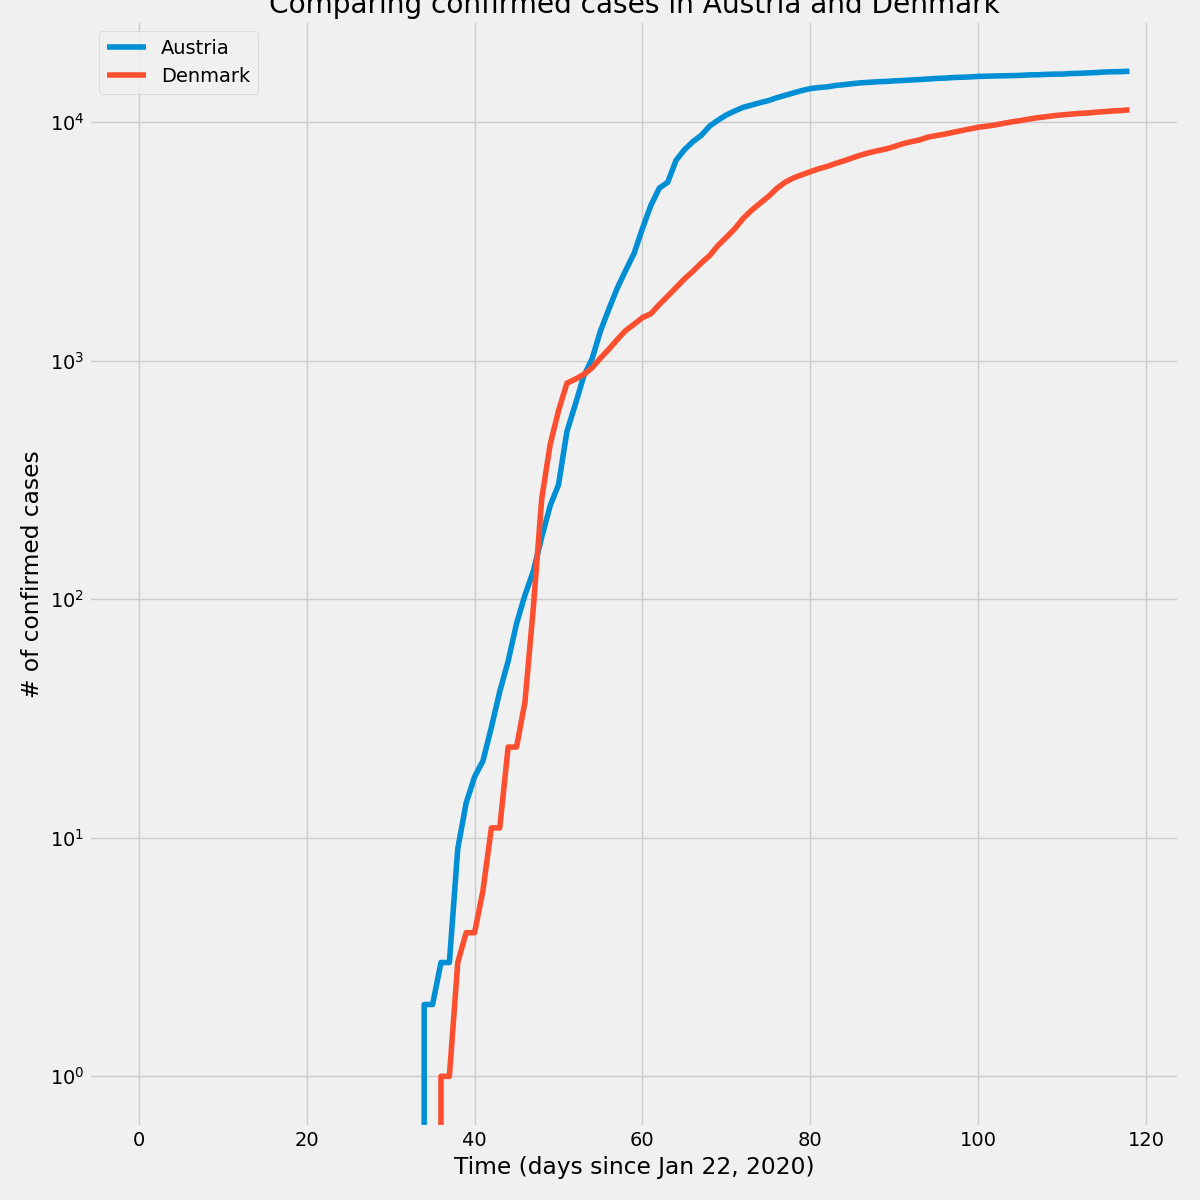 Comparing confirmed cases in Austria and Denmark
Austria
Denmark
10⁴
10³
10²
10¹
10⁰
# of confirmed cases
0 20 40 60 80 100 120
Time (days since Jan 22, 2020)